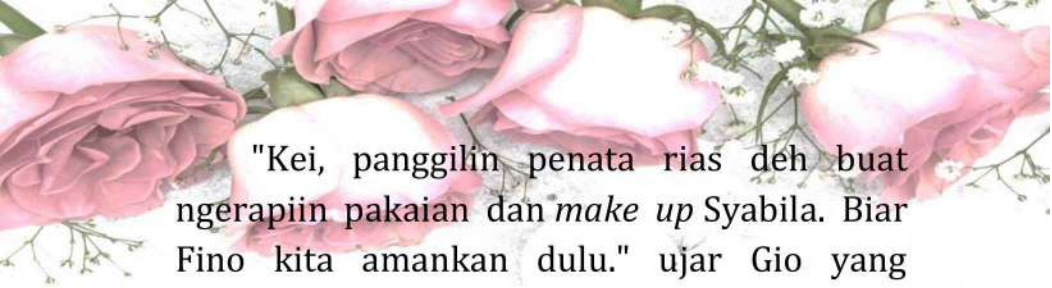 "Kei, panggilin penata rias deh buat
ngerapiin pakaian dan make up Syabila. Biar
Fino kita amankan dulu." ujar Gio yang